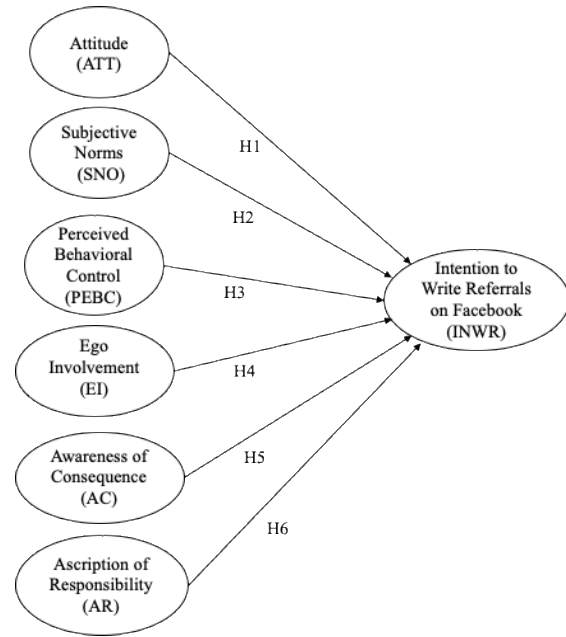 Attitude
(ATT)
H1
Subjective
Norms
(SNO)
H2
Perceived
Behavioral
Control
(PEBC)
H3
Intention to
Write Referrals
on Facebook
(INWR)
Ego
Involvement
(EI)
H4
Awareness of
Consequence
(AC)
H5
Ascription of
Responsibility
(AR)
H6